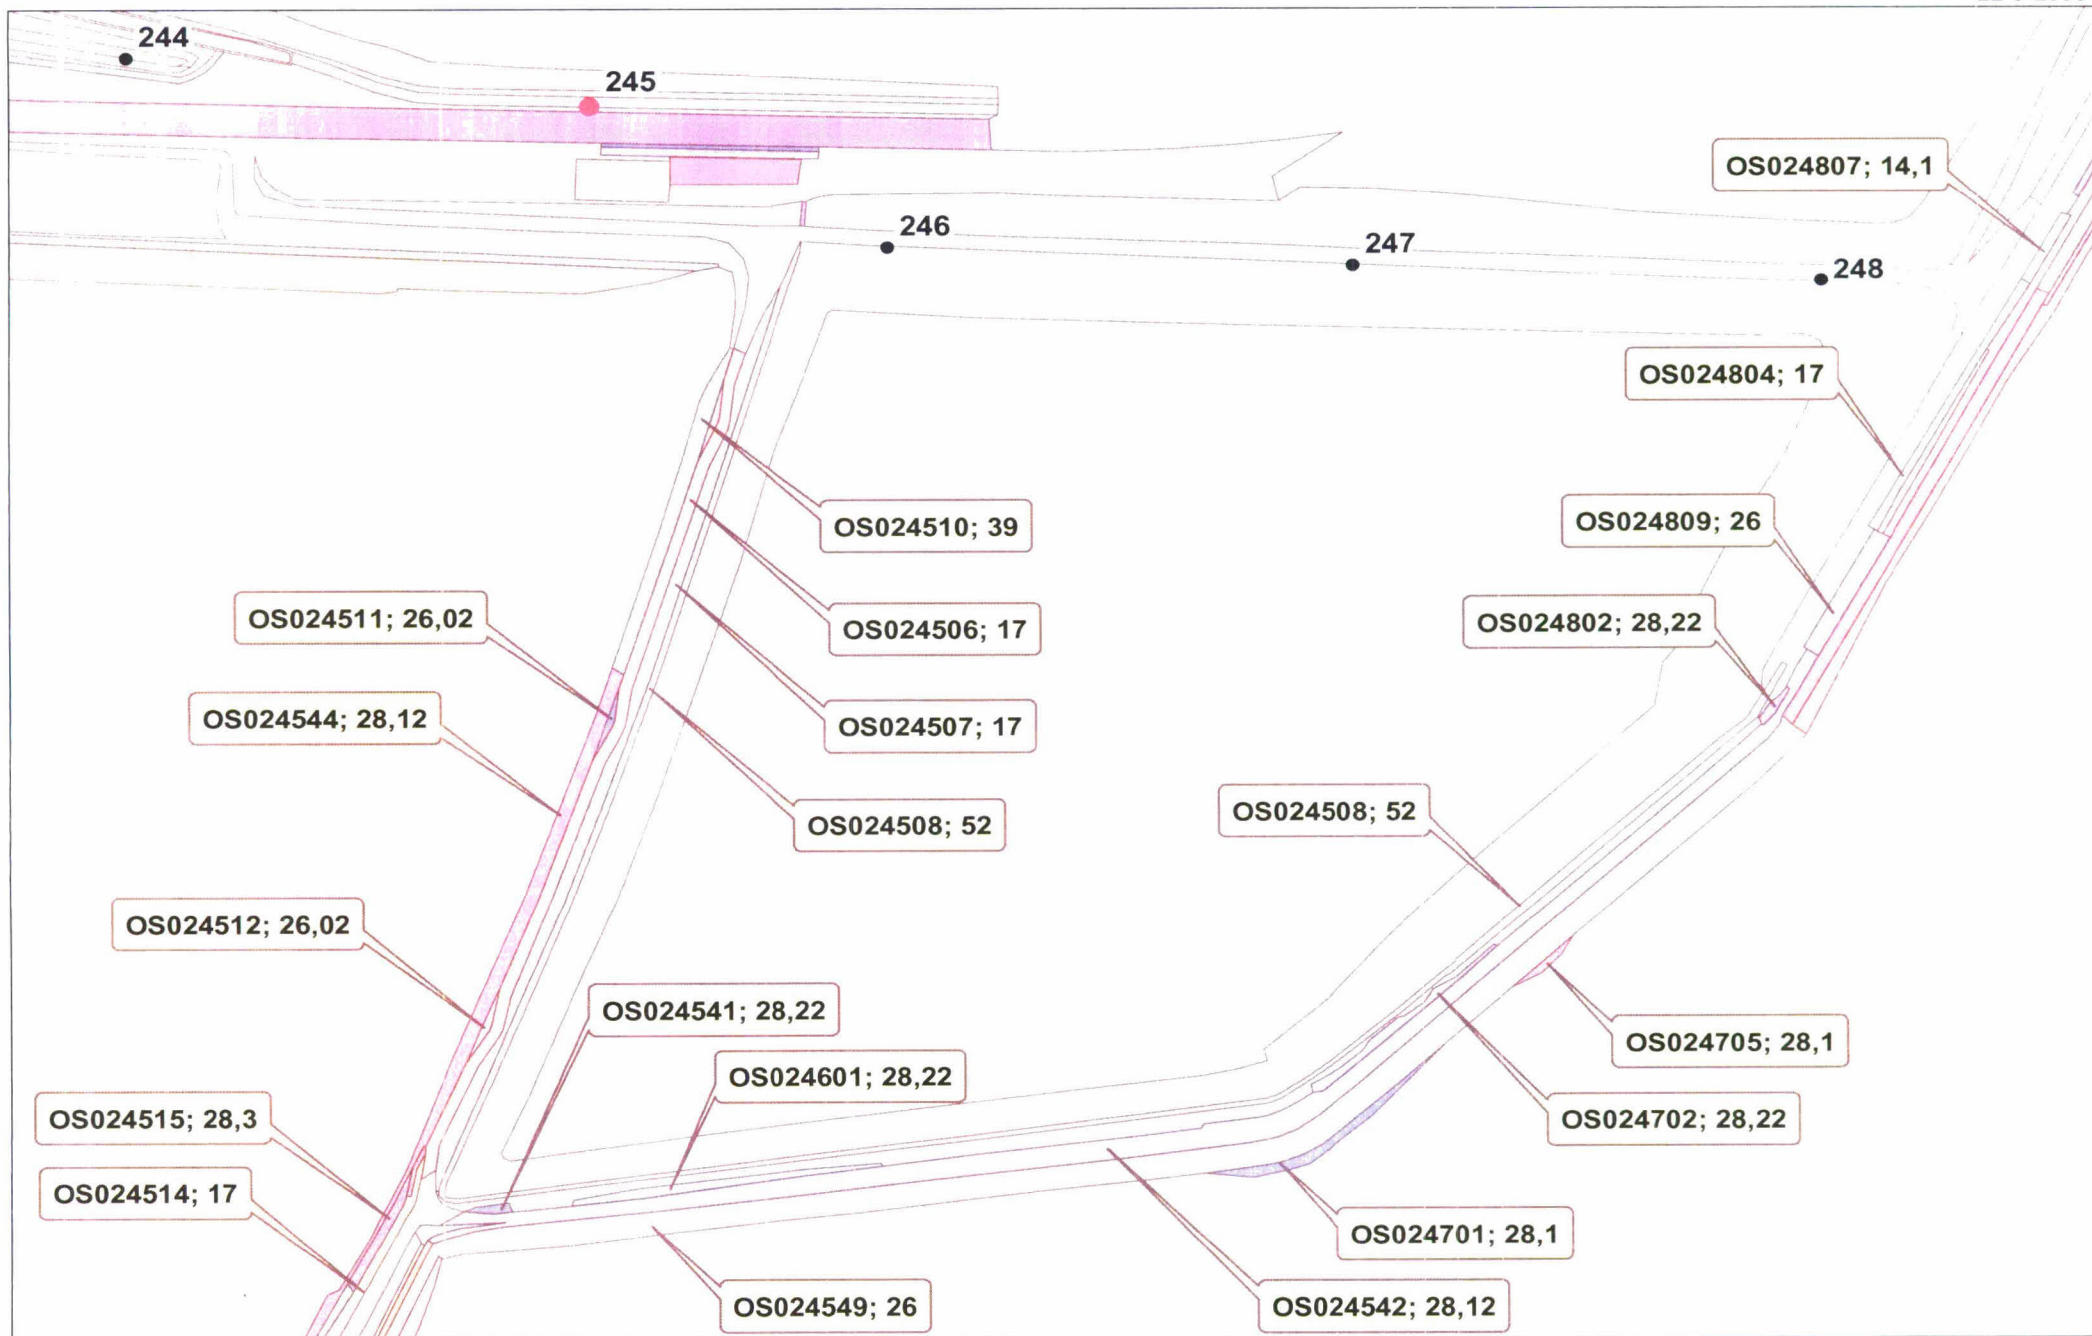 244
245
OS024807; 14,1
246
247
248
OS024804; 17
OS024510; 39
OS024809; 26
OS024511; 26,02
OS024506; 17
OS024802; 28,22
OS024544; 28,12
OS024507; 17
OS024508; 52
OS024508; 52
OS024512; 26,02
OS024541; 28,22
OS024705; 28,1
OS024601; 28,22
OS024515; 28,3
OS024702; 28,22
OS024514; 17
OS024701; 28,1
OS024549; 26
OS024542; 28,12